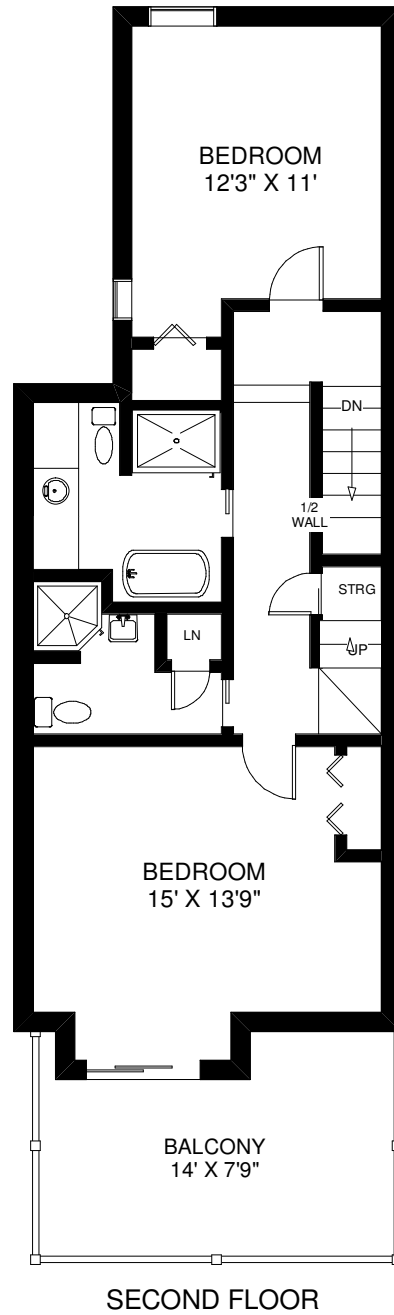 BEDROOM
12'3" X 11'
DN
1/2
WALL
STRG
UP
LN
BEDROOM
15' X 13'9"
BALCONY
14' X 7'9"
SECOND FLOOR